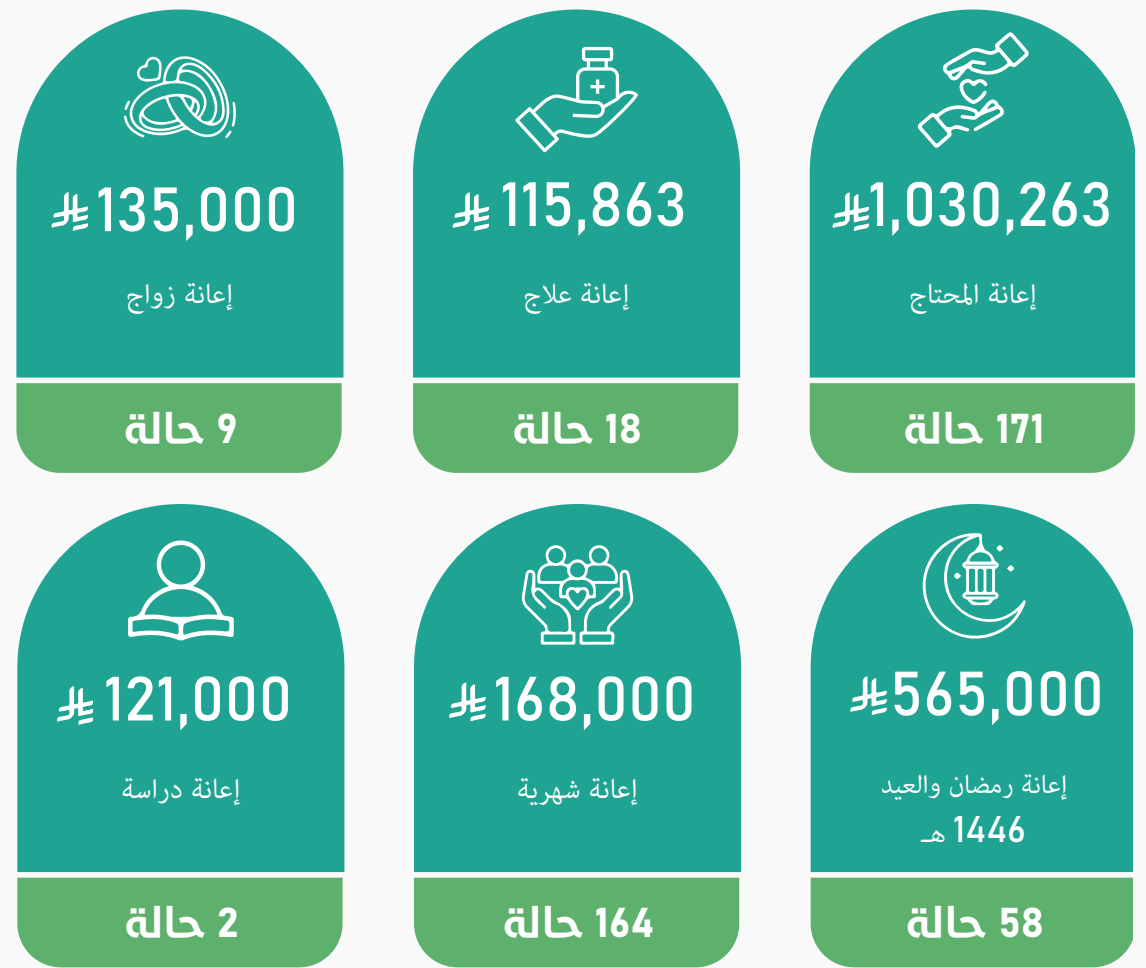 ⃁1,030,263
إعانة المحتاج
171 حالة
⃁ 115,863
إعانة علاج
18 حالة
⃁ 135,000
إعانة زواج
9 حالة
⃁ 565,000
إعانة رمضان والعيد
1446 هـ
58 حالة
⃁ 168,000
إعانة شهرية
164 حالة
⃁ 121,000
إعانة دراسة
2 حالة